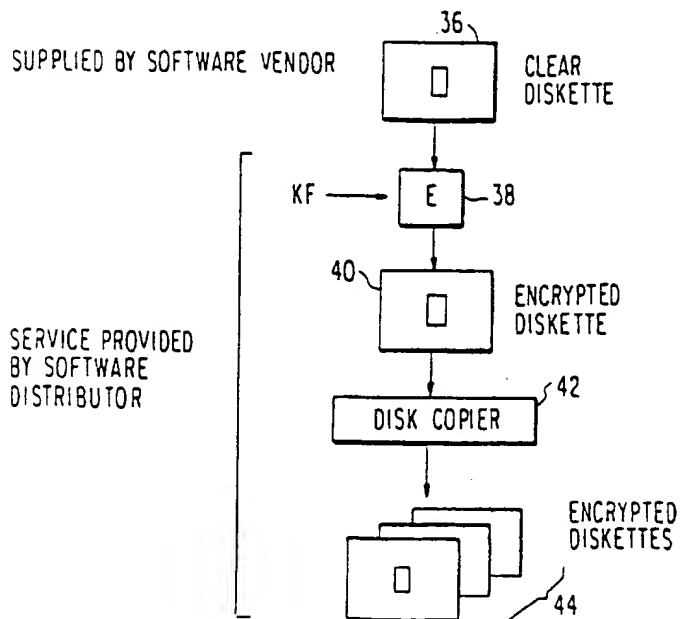 36
SUPPLIED BY SOFTWARE VENDOR
CLEAR
DISKETTE
KF
E
38
40
ENCRYPTED
DISKETTE
SERVICE PROVIDED
BY SOFTWARE
DISTRIBUTOR
42
DISK COPIER
ENCRYPTED
DISKETTES
44